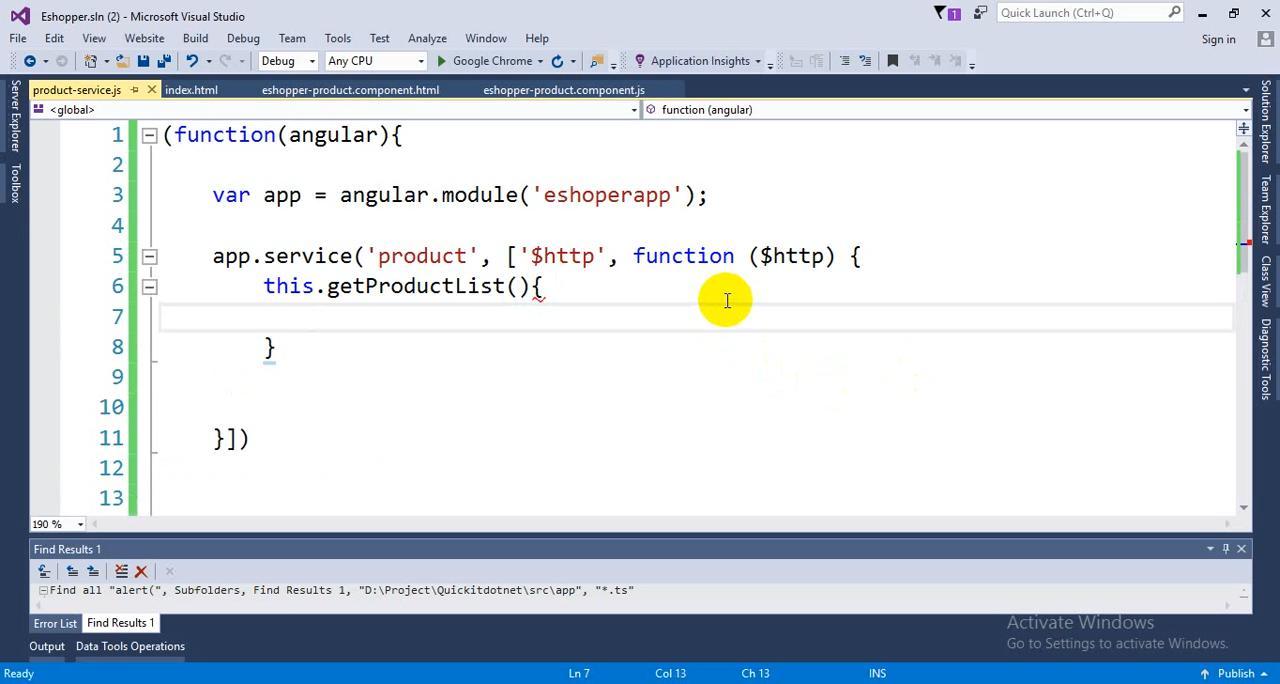 Eshopper.sln (2) - Microsoft Visual Studio
1
Quick Launch (Ctrl+Q)
File Edit View Website Build Debug Team Tools Test Analyze Window Help
Sign in
Debug Any CPU Google Chrome Application Insights
product-service.js index.html eshopper-product.component.html eshopper-product.component.js
<global> function (angular)
Server Explorer
Toolbox
Solution Explorer
Team Explorer
Class View
Diagnostic Tools
1 (function(angular){
2
3 var app = angular.module('eshoperapp');
4
5 app.service('product', ['$http', function ($http) {
6 this.getProductList(){
7
8 }
9
10
11 }])
12
13
190 %
Find Results 1
Find all "alert(", Subfolders, Find Results 1, "D:\Project\Quickitdotnet\src\app", "*.ts"
Error List Find Results 1
Output Data Tools Operations
Activate Windows
Go to Settings to activate Windows.
Ready Ln 7 Col 13 Ch 13 INS Publish